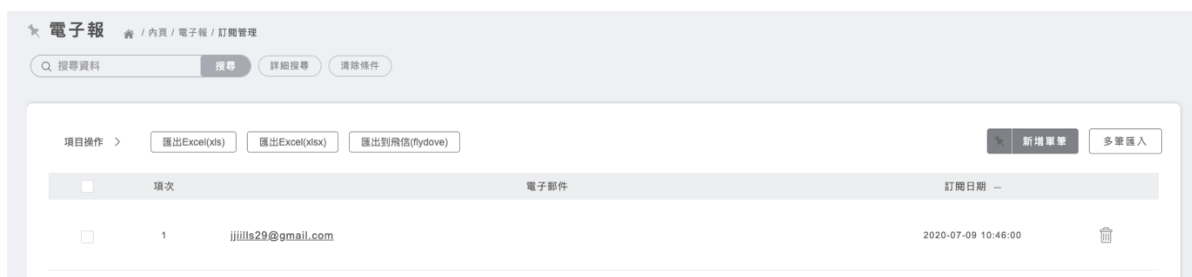 電子報 / 內頁 / 電子報 / 訂閱管理
搜尋資料 搜尋 詳細搜尋 清除條件
項目操作 > 匯出Excel(xls) 匯出Excel(xlsx) 匯出到飛信(flydove) 新增單筆 多筆匯入
項次 電子郵件 訂閱日期 –
1 jjiills29@gmail.com 2020-07-09 10:46:00